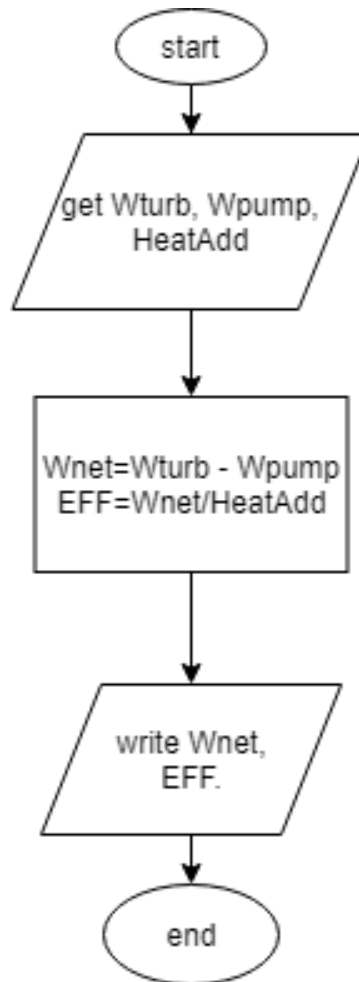 start
get Wturb, Wpump,
HeatAdd
Wnet=Wturb - Wpump
EFF=Wnet/HeatAdd
write Wnet,
EFF.
end